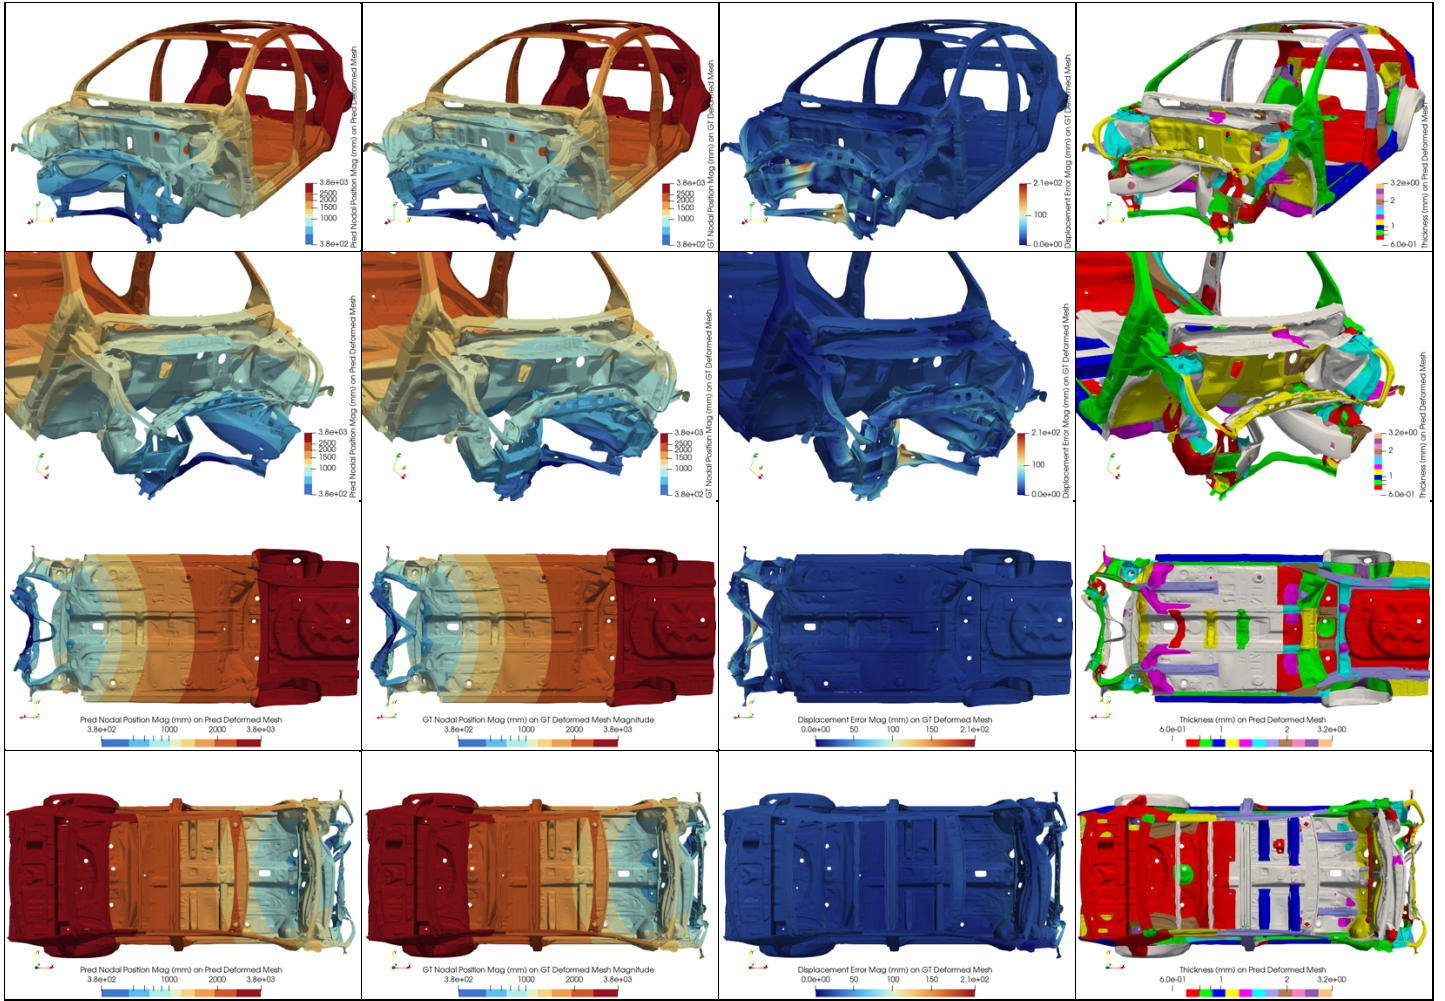 Pred Nodal Position Mag (mm) on Pred Deformed Mesh
3.8e+03
2500
2000
1500
1000
3.8e+02
GT Nodal Position Mag (mm) on GT Deformed Mesh
3.8e+03
2500
2000
1500
1000
3.8e+02
Displacement Error Mag (mm) on GT Deformed Mesh
2.1e+02
100
0.0e+00
Thickness (mm) on Pred Deformed Mesh
3.2e+00
2
1
6.0e-01
Pred Nodal Position Mag (mm) on Pred Deformed Mesh
3.8e+03
2500
2000
1500
1000
3.8e+02
GT Nodal Position Mag (mm) on GT Deformed Mesh
3.8e+03
2500
2000
1500
1000
3.8e+02
Displacement Error Mag (mm) on GT Deformed Mesh
2.1e+02
100
0.0e+00
Thickness (mm) on Pred Deformed Mesh
3.2e+00
2
1
6.0e-01
Pred Nodal Position Mag (mm) on Pred Deformed Mesh
3.8e+02 1000 2000 3.8e+03
GT Nodal Position Mag (mm) on GT Deformed Mesh Magnitude
3.8e+02 1000 2000 3.8e+03
Displacement Error Mag (mm) on GT Deformed Mesh
0.0e+00 50 100 150 2.1e+02
Thickness (mm) on Pred Deformed Mesh
6.0e-01 1 2 3.2e+00
Pred Nodal Position Mag (mm) on Pred Deformed Mesh
3.8e+02 1000 2000 3.8e+03
GT Nodal Position Mag (mm) on GT Deformed Mesh Magnitude
3.8e+02 1000 2000 3.8e+03
Displacement Error Mag (mm) on GT Deformed Mesh
0.0e+00 50 100 150 2.1e+02
Thickness (mm) on Pred Deformed Mesh
6.0e-01 1 2 3.2e+00